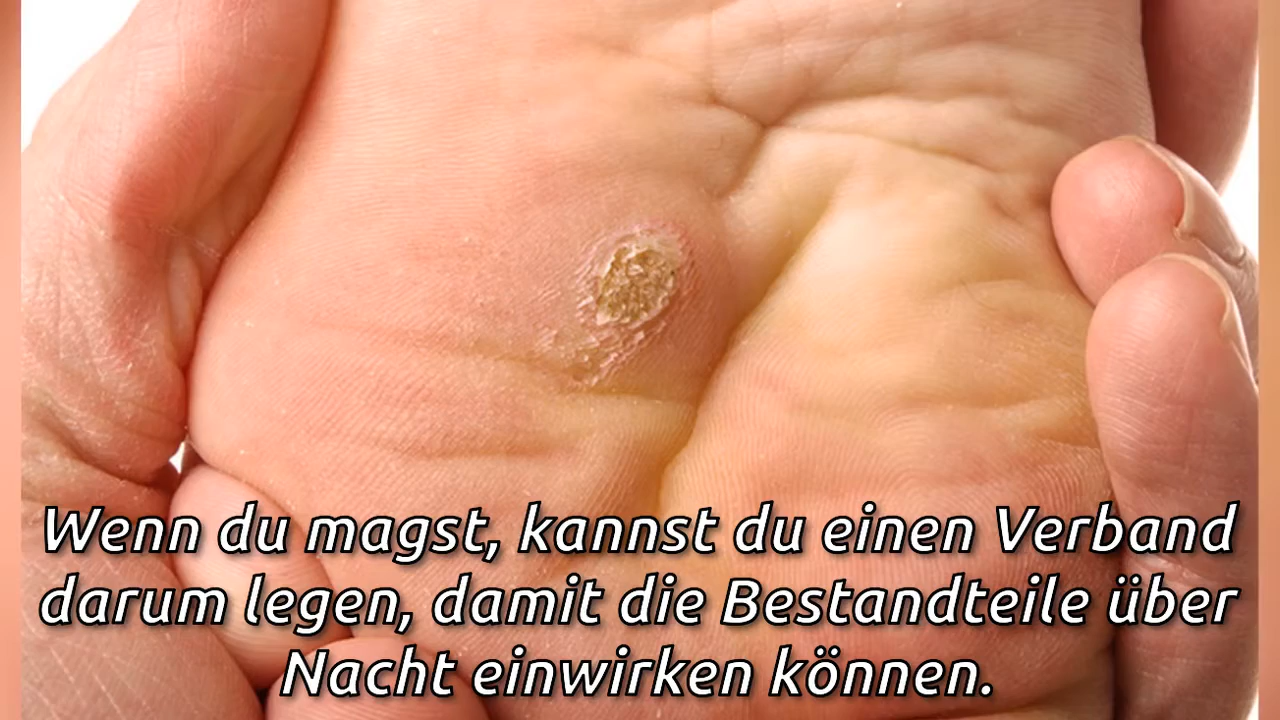 Wenn du magst, kannst du einen Verband
darum legen, damit die Bestandteile über
Nacht einwirken können.